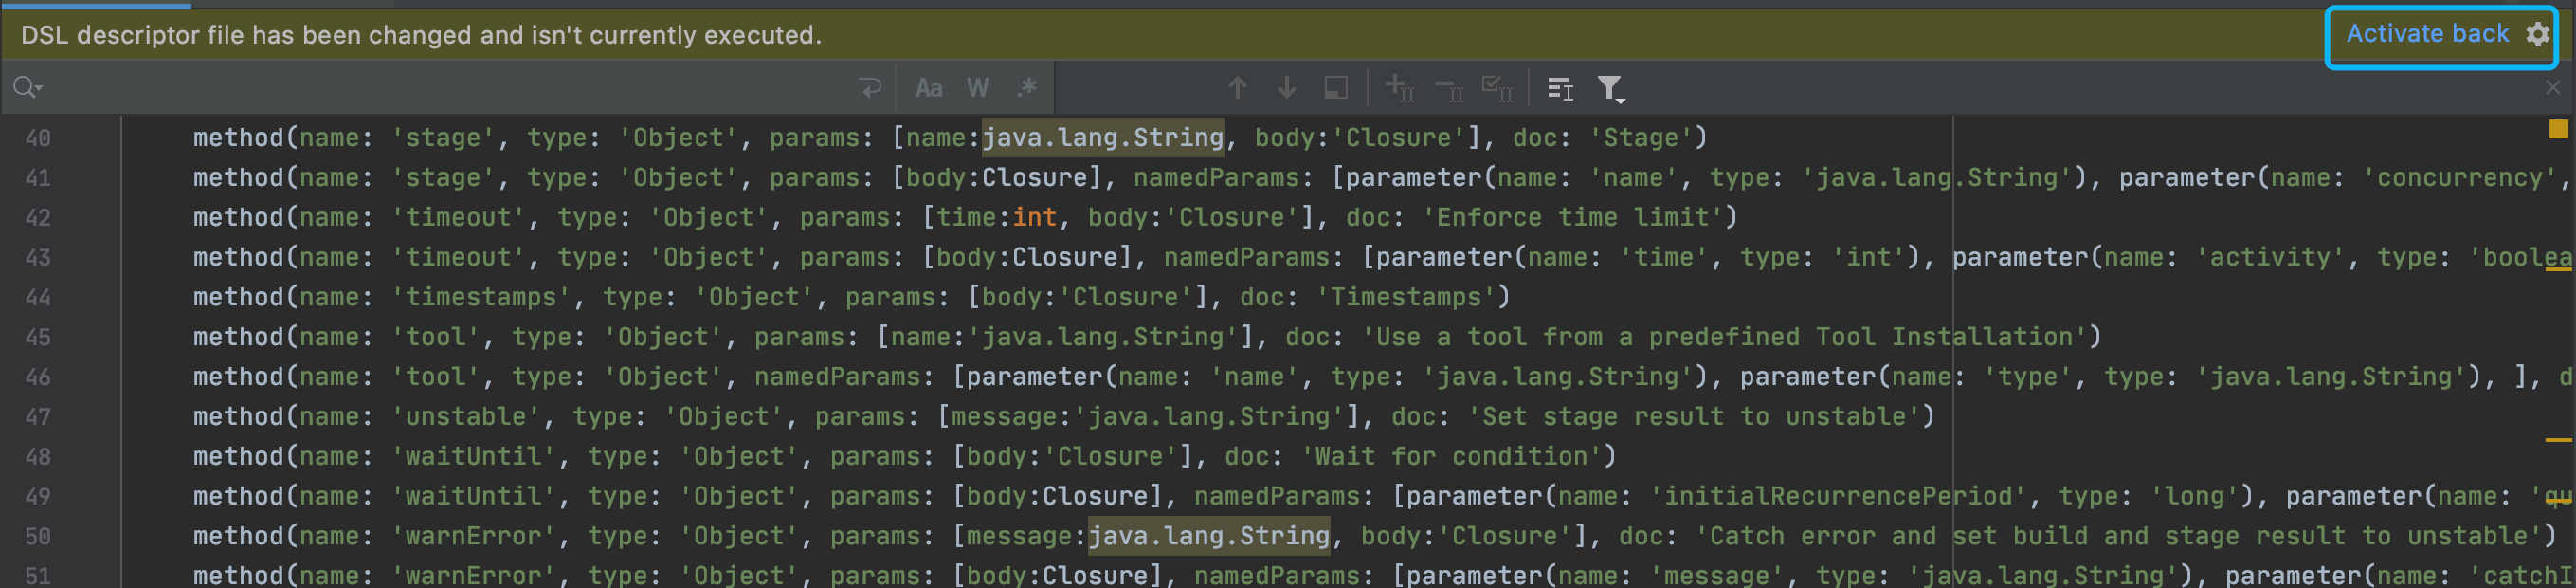 DSL descriptor file has been changed and isn't currently executed. Activate back
Aa W .*
40 method(name: 'stage', type: 'Object', params: [name:java.lang.String, body:'Closure'], doc: 'Stage')
41 method(name: 'stage', type: 'Object', params: [body:Closure], namedParams: [parameter(name: 'name', type: 'java.lang.String'), parameter(name: 'concurrency',
42 method(name: 'timeout', type: 'Object', params: [time:int, body:'Closure'], doc: 'Enforce time limit')
43 method(name: 'timeout', type: 'Object', params: [body:Closure], namedParams: [parameter(name: 'time', type: 'int'), parameter(name: 'activity', type: 'boolea
44 method(name: 'timestamps', type: 'Object', params: [body:'Closure'], doc: 'Timestamps')
45 method(name: 'tool', type: 'Object', params: [name:'java.lang.String'], doc: 'Use a tool from a predefined Tool Installation')
46 method(name: 'tool', type: 'Object', namedParams: [parameter(name: 'name', type: 'java.lang.String'), parameter(name: 'type', type: 'java.lang.String'), ], d
47 method(name: 'unstable', type: 'Object', params: [message:'java.lang.String'], doc: 'Set stage result to unstable')
48 method(name: 'waitUntil', type: 'Object', params: [body:'Closure'], doc: 'Wait for condition')
49 method(name: 'waitUntil', type: 'Object', params: [body:Closure], namedParams: [parameter(name: 'initialRecurrencePeriod', type: 'long'), parameter(name: 'qu
50 method(name: 'warnError', type: 'Object', params: [message:java.lang.String, body:'Closure'], doc: 'Catch error and set build and stage result to unstable')
51 method(name: 'warnError', type: 'Object', params: [body:Closure], namedParams: [parameter(name: 'message', type: 'java.lang.String'), parameter(name: 'catchI